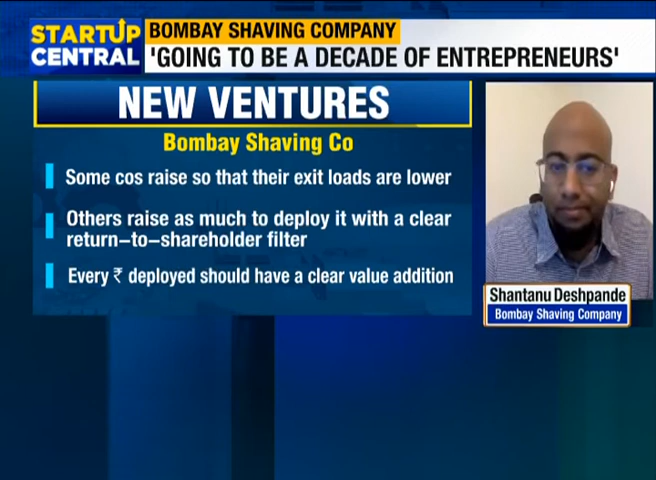 STARTUP
CENTRAL
BOMBAY SHAVING COMPANY
'GOING TO BE A DECADE OF ENTREPRENEURS'
NEW VENTURES
Bombay Shaving Co
Some cos raise so that their exit loads are lower
Others raise as much to deploy it with a clear
return-to-shareholder filter
Every ₹ deployed should have a clear value addition
Shantanu Deshpande
Bombay Shaving Company